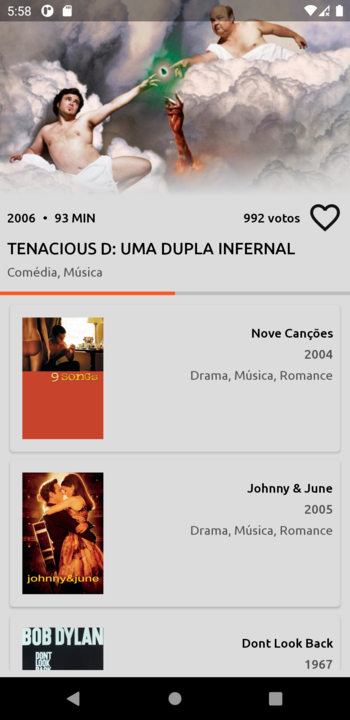 5:58
2006 • 93 MIN
992 votos
TENACIOUS D: UMA DUPLA INFERNAL
Comédia, Música
9 songs
Nove Canções
2004
Drama, Música, Romance
johnny&june
Johnny & June
2005
Drama, Música, Romance
BOB DYLAN
DONT
LOOK
BACK
Dont Look Back
1967